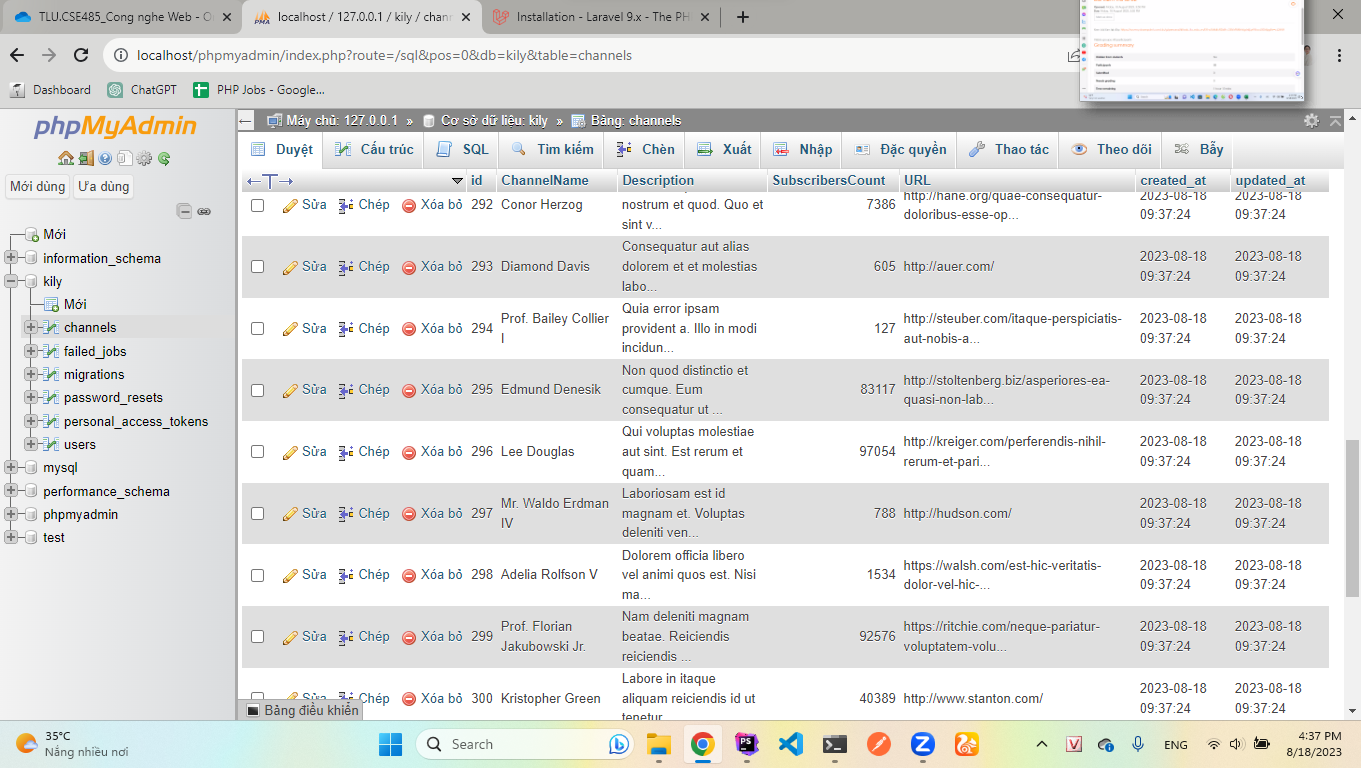 TLU.CSE485_Cong nghe Web - O
localhost / 127.0.0.1 / kily / cha
Installation - Laravel 9.x - The PH
localhost/phpmyadmin/index.php?route=/sql&pos=0&db=kily&table=channels
Dashboard
ChatGPT
PHP Jobs - Google...
phpMyAdmin
Mới dùng
Ưa dùng
Mới
information_schema
kily
Mới
channels
failed_jobs
migrations
password_resets
personal_access_tokens
users
mysql
performance_schema
phpmyadmin
test
Máy chủ: 127.0.0.1 » Cơ sở dữ liệu: kily » Bảng: channels
Duyệt Cấu trúc SQL Tìm kiếm Chèn Xuất Nhập Đặc quyền Thao tác Theo dõi Bẫy
id ChannelName Description SubscribersCount URL created_at updated_at
Sửa Chép Xóa bỏ 292 Conor Herzog
nostrum et quod. Quo et
sint v...
7386
http://hane.org/quae-consequatur-
doloribus-esse-op...
2023-08-18
09:37:24
2023-08-18
09:37:24
Sửa Chép Xóa bỏ 293 Diamond Davis
Consequatur aut alias
dolorem et et molestias
labo...
605
http://auer.com/
2023-08-18
09:37:24
2023-08-18
09:37:24
Sửa Chép Xóa bỏ 294
Prof. Bailey Collier
I
Quia error ipsam
provident a. Illo in modi
incidun...
127
http://steuber.com/itaque-perspiciatis-
aut-nobis-a...
2023-08-18
09:37:24
2023-08-18
09:37:24
Sửa Chép Xóa bỏ 295 Edmund Denesik
Non quod distinctio et
cumque. Eum
consequatur ut ...
83117
http://stoltenberg.biz/asperiores-ea-
quasi-non-lab...
2023-08-18
09:37:24
2023-08-18
09:37:24
Sửa Chép Xóa bỏ 296 Lee Douglas
Qui voluptas molestiae
aut sint. Est rerum et
quam...
97054
http://kreiger.com/perferendis-nihil-
rerum-et-pari...
2023-08-18
09:37:24
2023-08-18
09:37:24
Sửa Chép Xóa bỏ 297
Mr. Waldo Erdman
IV
Laboriosam est id
magnam et. Voluptas
deleniti ven...
788
http://hudson.com/
2023-08-18
09:37:24
2023-08-18
09:37:24
Sửa Chép Xóa bỏ 298 Adelia Rolfson V
Dolorem officia libero
vel animi quos est. Nisi
ma...
1534
https://walsh.com/est-hic-veritatis-
dolor-vel-hic-...
2023-08-18
09:37:24
2023-08-18
09:37:24
Sửa Chép Xóa bỏ 299
Prof. Florian
Jakubowski Jr.
Nam deleniti magnam
beatae. Reiciendis
reiciendis ...
92576
https://ritchie.com/neque-pariatur-
voluptatem-volu...
2023-08-18
09:37:24
2023-08-18
09:37:24
Sửa Chép Xóa bỏ 300 Kristopher Green
Labore in itaque
aliquam reiciendis id ut
tenetur
40389
http://www.stanton.com/
2023-08-18
09:37:24
2023-08-18
09:37:24
Bảng điều khiển
35°C
Nắng nhiều nơi
Search
ENG
4:37 PM
8/18/2023